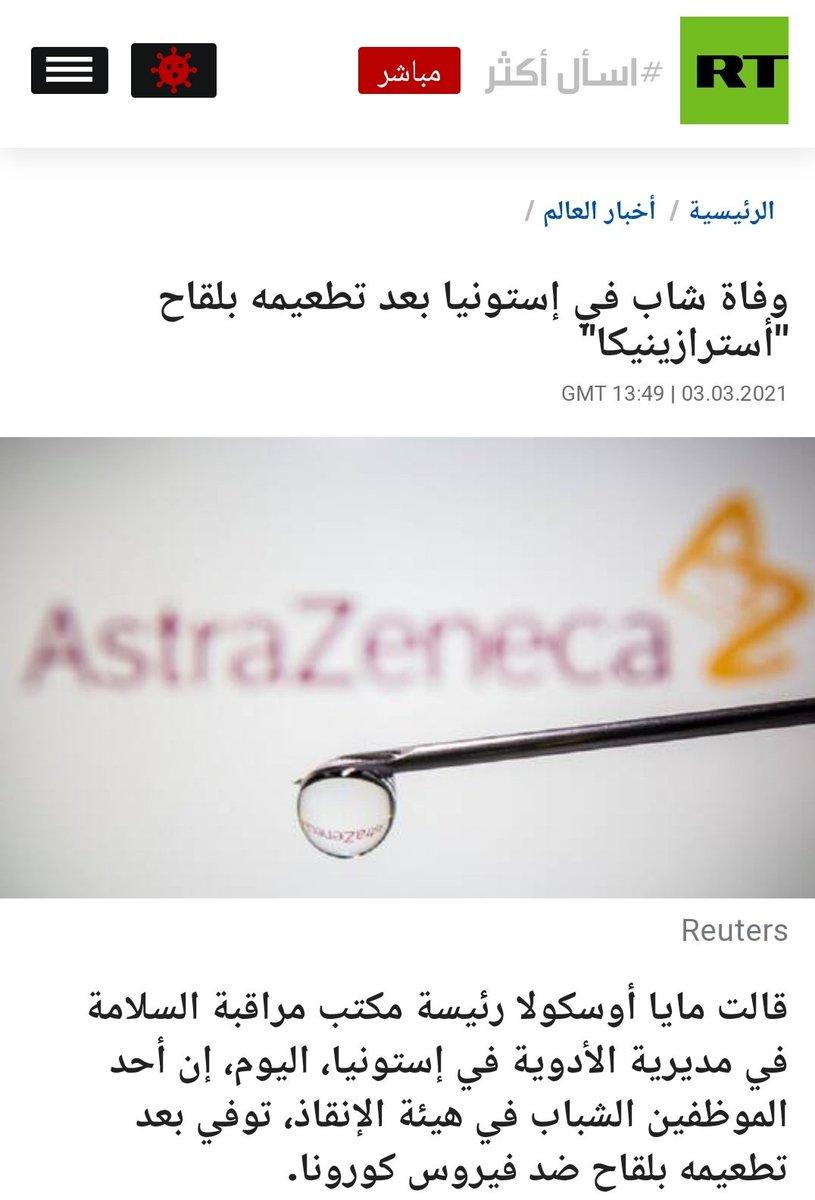 RT
#اسأل أكثر
مباشر
الرئيسية / أخبار العالم /
وفاة شاب في إستونيا بعد تطعيمه بلقاح
"أسترازينيكا"
03.03.2021 | 13:49 GMT
AstraZeneca
AstraZeneca
Reuters
قالت مايا أوسكولا رئيسة مكتب مراقبة السلامة
في مديرية الأدوية في إستونيا، اليوم، إن أحد
الموظفين الشباب في هيئة الإنقاذ، توفي بعد
تطعيمه بلقاح ضد فيروس كورونا.